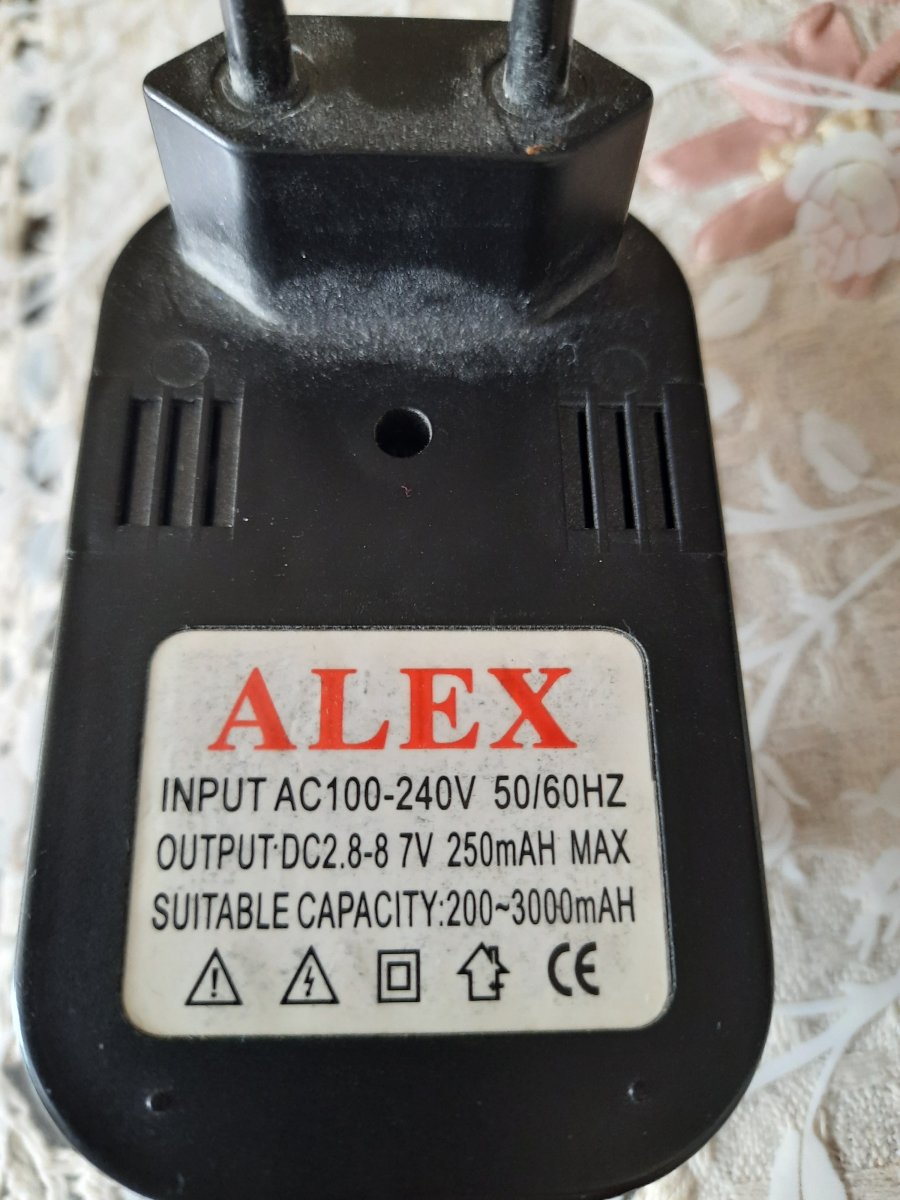 ALEX
INPUT AC100-240V 50/60HZ
OUTPUT:DC2.8-8 7V 250mAH MAX
SUITABLE CAPACITY:200~3000mAH
CE